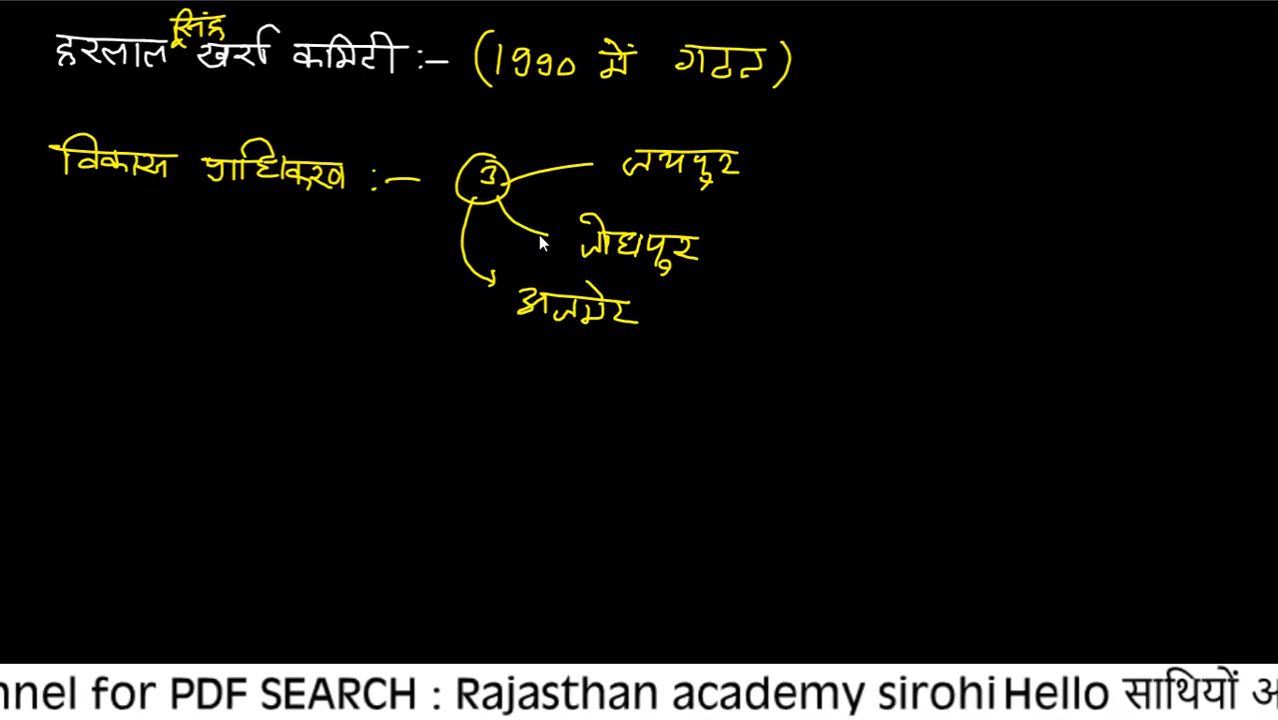 हरलाल सिंह खर्रा कमिटी :- (1990 में गठन)
विकास प्राधिकरण :- 3 जयपुर
जोधपुर
अजमेर
nnel for PDF SEARCH : Rajasthan academy sirohi Hello साथियों अ